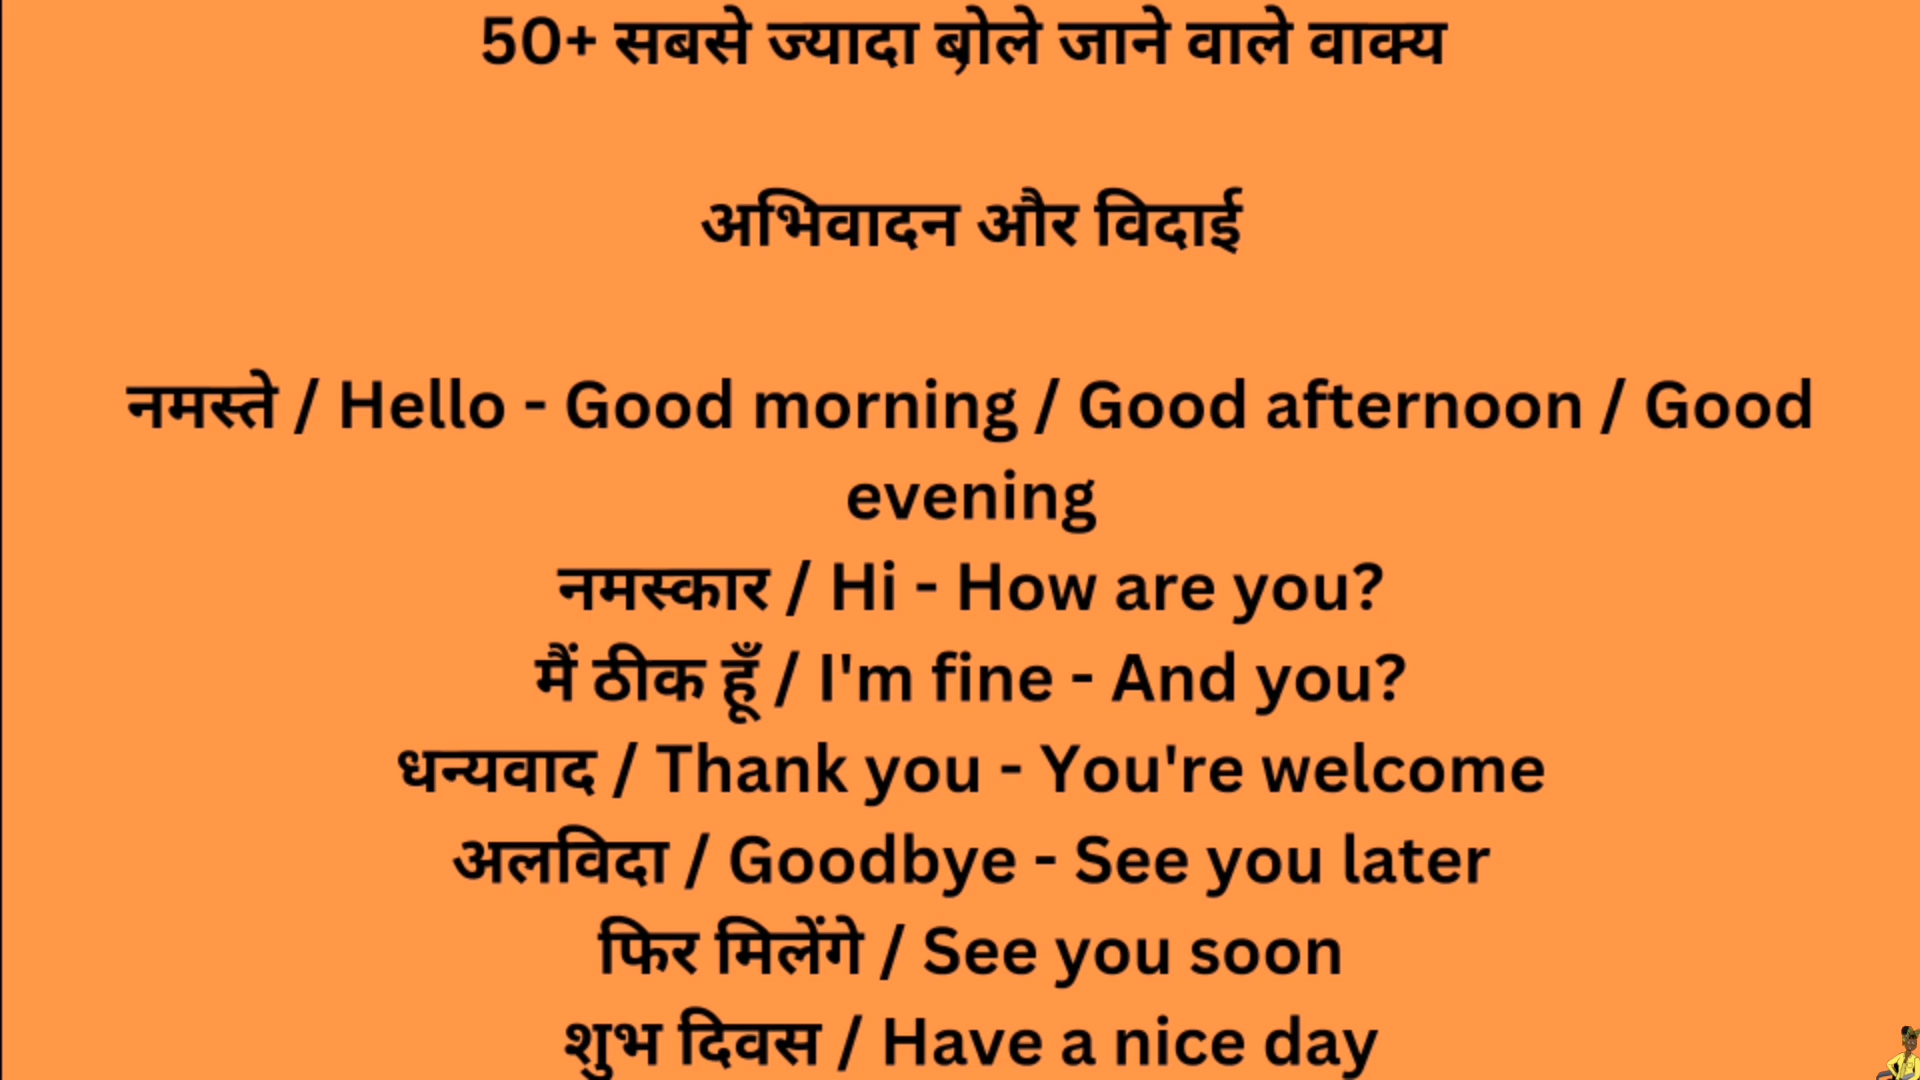 50+ सबसे ज्यादा बोले जाने वाले वाक्य
अभिवादन और विदाई
नमस्ते / Hello - Good morning / Good afternoon / Good
evening
नमस्कार / Hi - How are you?
मैं ठीक हूँ / I'm fine - And you?
धन्यवाद / Thank you - You're welcome
अलविदा / Goodbye - See you later
फिर मिलेंगे / See you soon
शुभ दिवस / Have a nice day